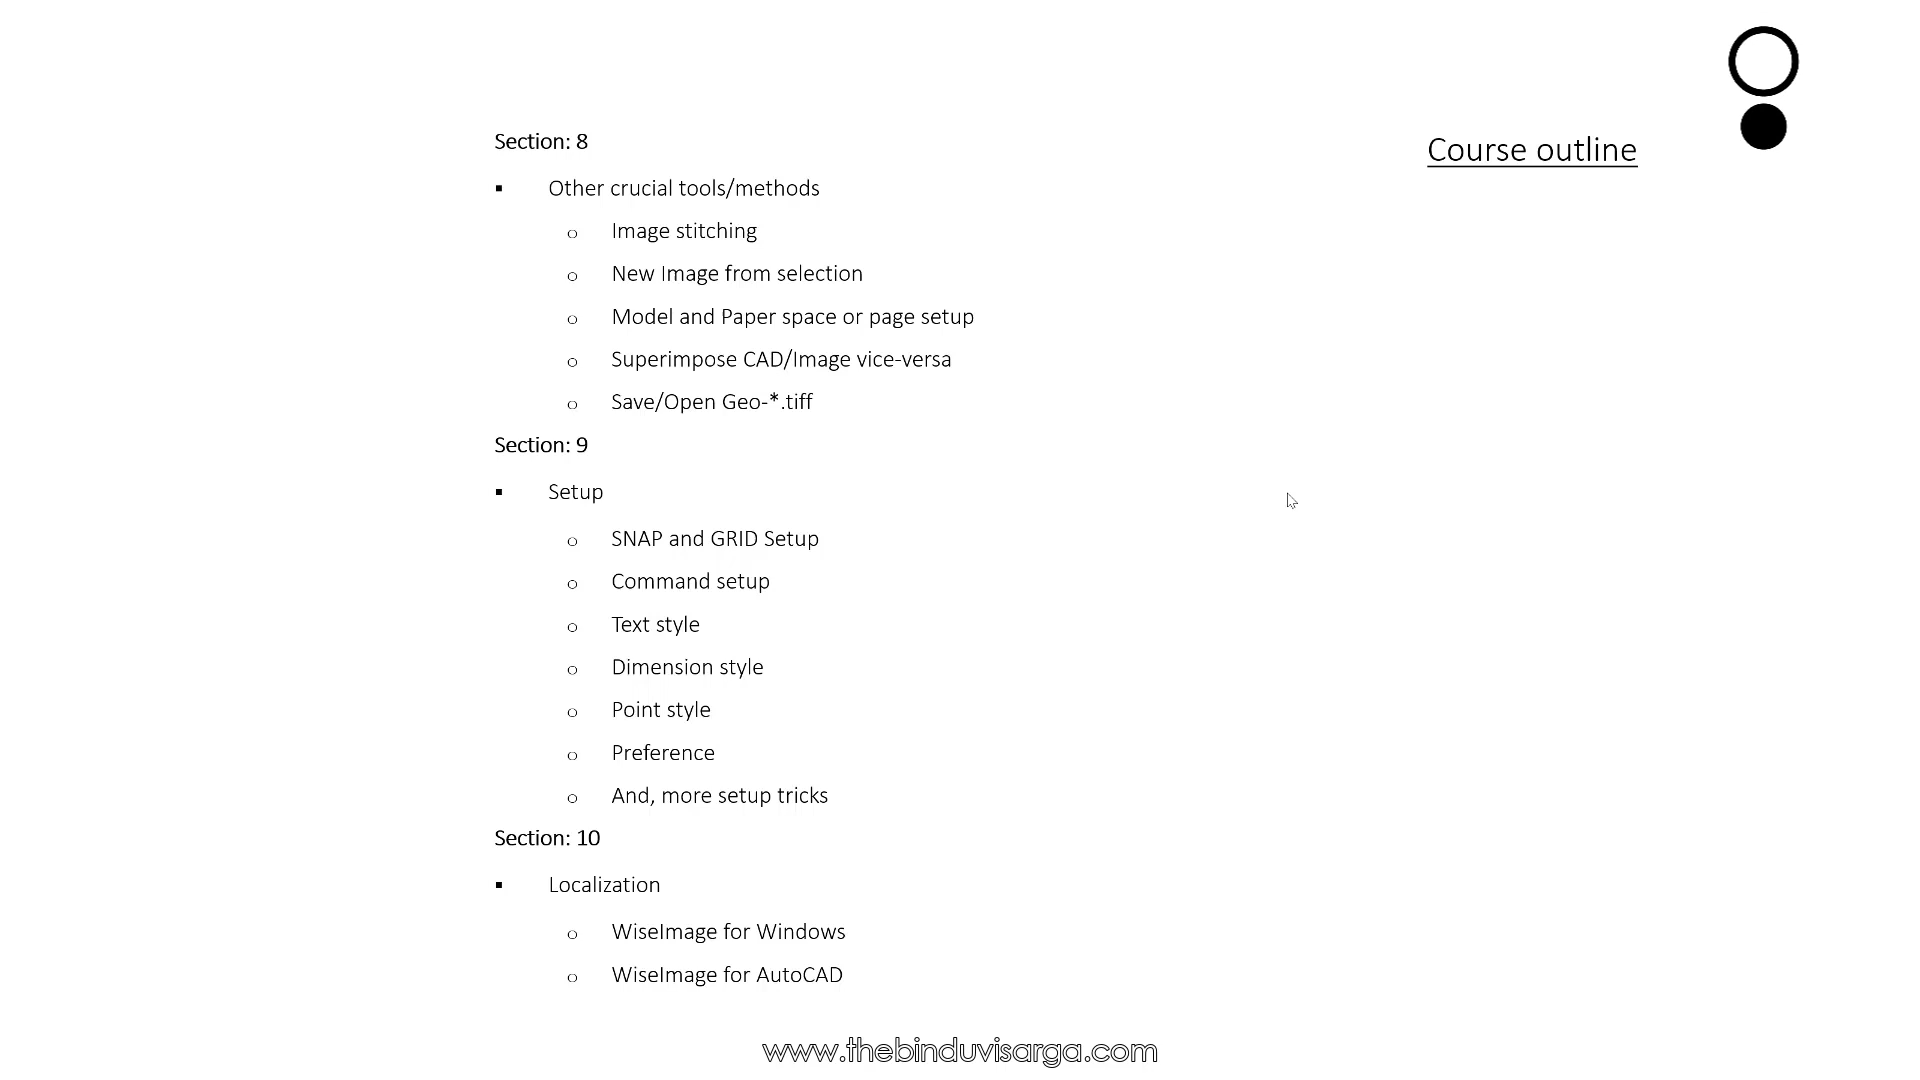 Course outline
Section: 8
▪ Other crucial tools/methods
o Image stitching
o New Image from selection
o Model and Paper space or page setup
o Superimpose CAD/Image vice-versa
o Save/Open Geo-*.tiff
Section: 9
▪ Setup
o SNAP and GRID Setup
o Command setup
o Text style
o Dimension style
o Point style
o Preference
o And, more setup tricks
Section: 10
▪ Localization
o WiseImage for Windows
o WiseImage for AutoCAD
www.thebinduvisarga.com